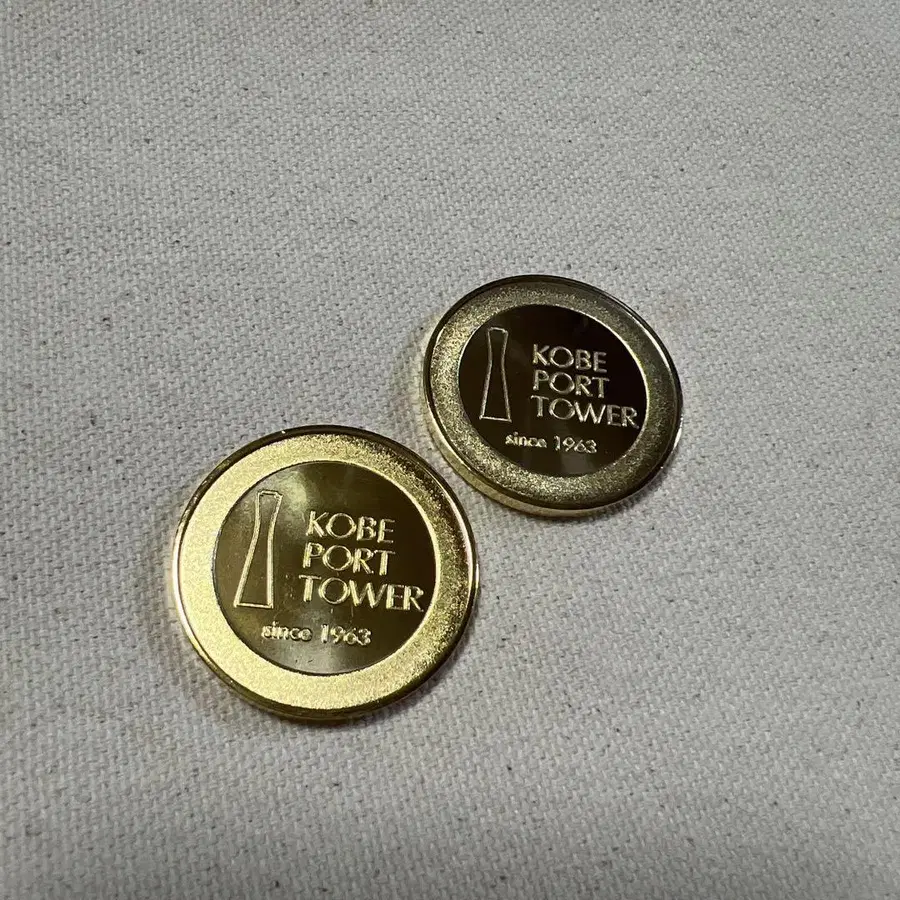 KOBE
PORT
TOWER
since 1963
KOBE
PORT
TOWER
since 1963